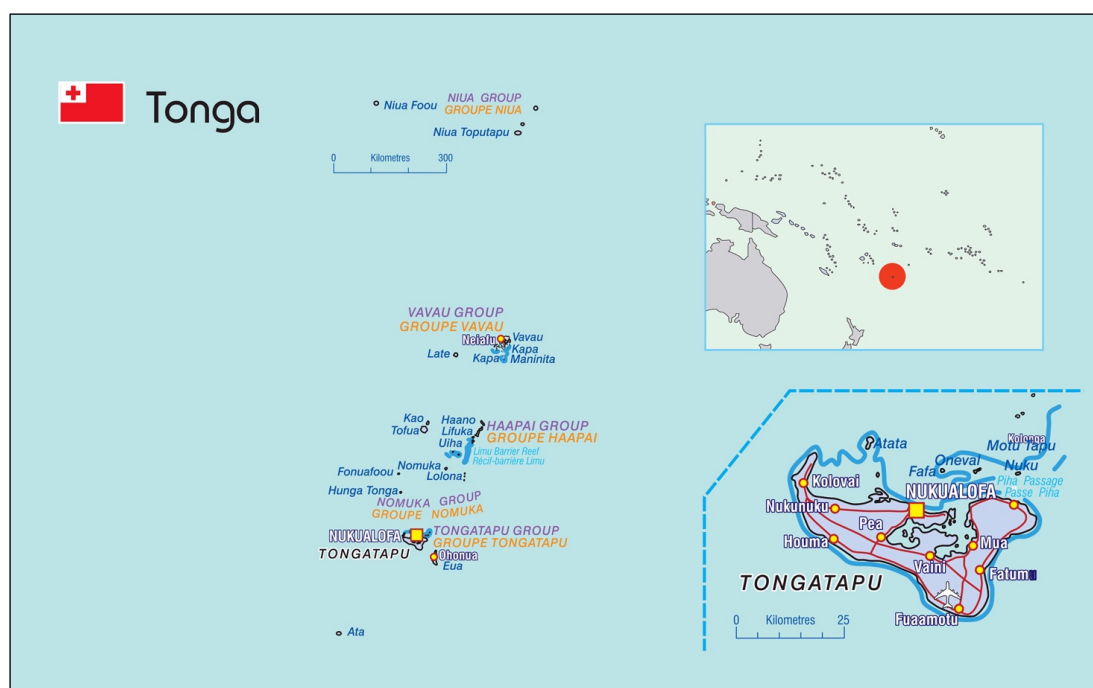 Tonga
NIUA GROUP
Niua Foou
GROUPE NIUA
Niua Toputapu
0 Kilometres 300
VAVAU GROUP
GROUPE VAVAU
Neiafu
Vavau
Late
Kapa
Kapa
Maninita
Kao
Tofua
Haano
Lifuka
Uiha
HAAPAI GROUP
GROUPE HAAPAI
Limu Barrier Reef
Récif-barrière Limu
Fonuafoou
Nomuka
Lolona
Hunga Tonga
NOMUKA GROUP
GROUPE NOMUKA
NUKUALOFA
TONGATAPU
TONGATAPU GROUP
GROUPE TONGATAPU
Ohonua
Eua
Ata
Atata
Kolonga
Motu Tapu
Oneval
Fafa
Nuku
Piha Passage
Passe Piha
Kolovai
NUKUALOFA
Nukunuku
Pea
Houma
Mua
Vaini
Fatumu
TONGATAPU
Fuaamotu
0 Kilometres 25